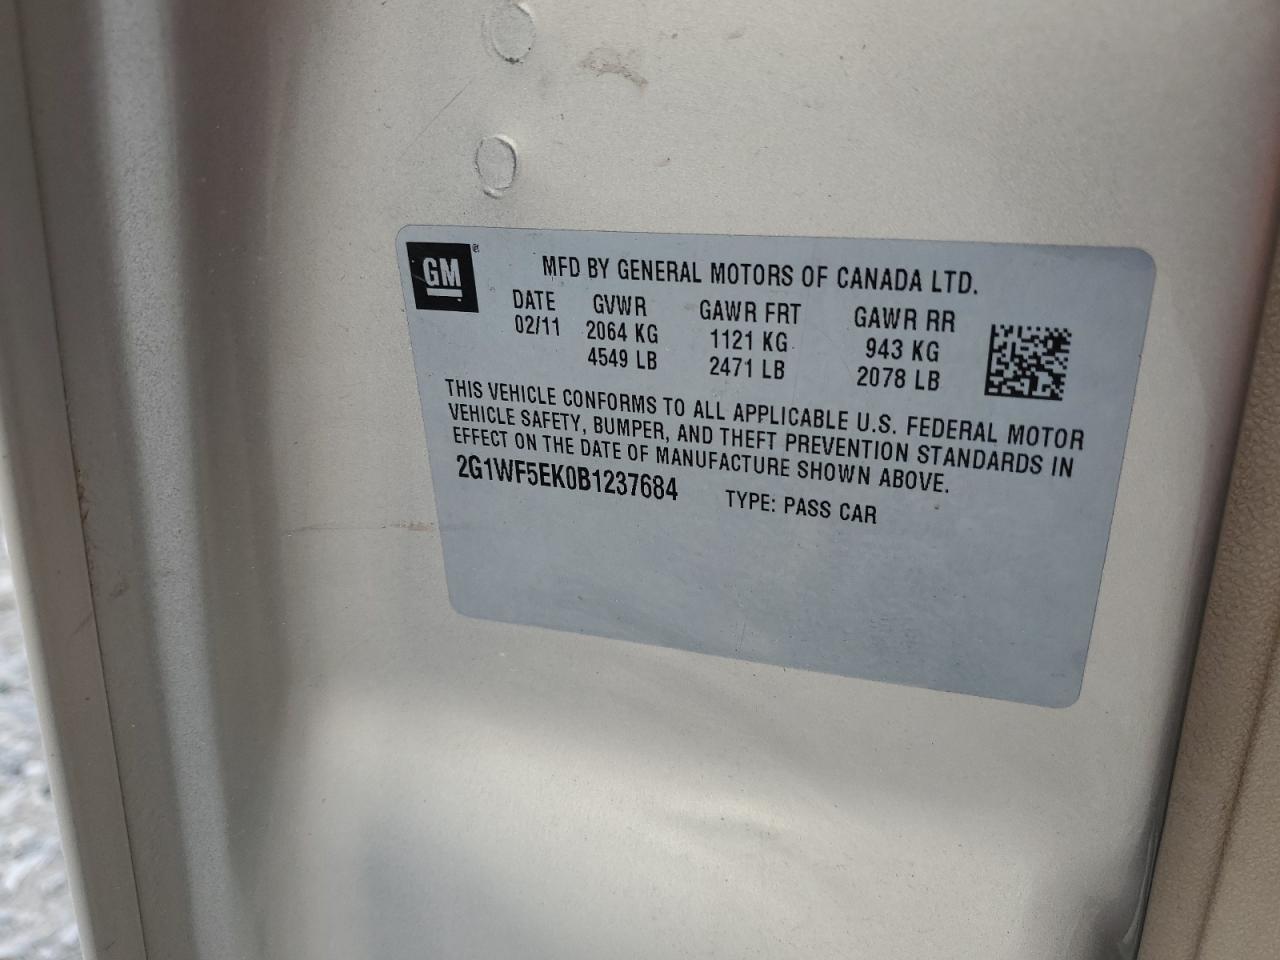 GM®
MFD BY GENERAL MOTORS OF CANADA LTD.
DATE GVWR GAWR FRT GAWR RR
02/11 2064 KG 1121 KG 943 KG
4549 LB 2471 LB 2078 LB
THIS VEHICLE CONFORMS TO ALL APPLICABLE U.S. FEDERAL MOTOR
VEHICLE SAFETY, BUMPER, AND THEFT PREVENTION STANDARDS IN
EFFECT ON THE DATE OF MANUFACTURE SHOWN ABOVE.
2G1WF5EK0B1237684 TYPE: PASS CAR